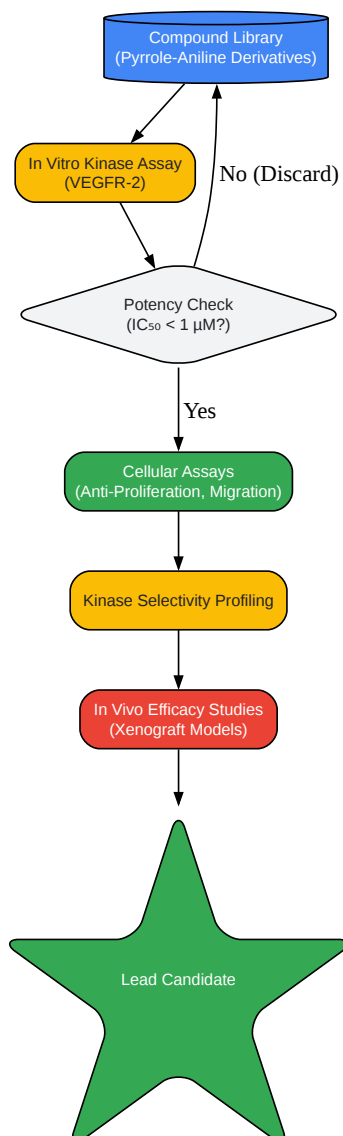 Compound Library
(Pyrrole-Aniline Derivatives)
In Vitro Kinase Assay
(VEGFR-2)
No (Discard)
Potency Check
(IC₅₀ < 1 µM?)
Yes
Cellular Assays
(Anti-Proliferation, Migration)
Kinase Selectivity Profiling
In Vivo Efficacy Studies
(Xenograft Models)
Lead Candidate